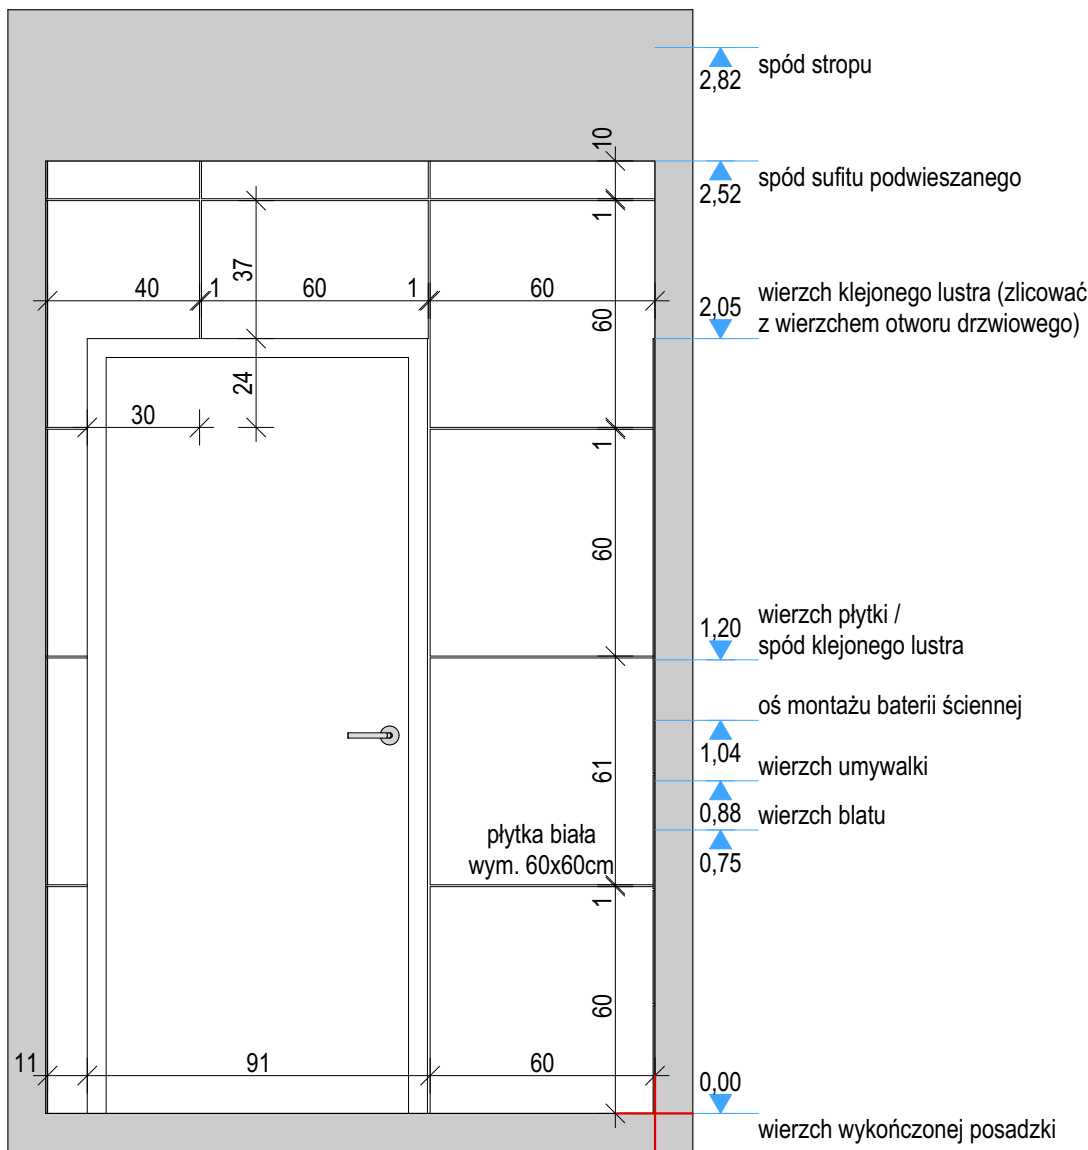 2,82
spód stropu
10
2,52
spód sufitu podwieszanego
1
37
40
1
60
1
60
60
2,05
wierzch klejonego lustra (zlicować
z wierzchem otworu drzwiowego)
24
30
1
60
1,20
wierzch płytki /
spód klejonego lustra
oś montażu baterii ściennej
1,04
61
wierzch umywalki
0,88
wierzch blatu
płytka biała
wym. 60x60cm
0,75
1
60
11
91
60
0,00
wierzch wykończonej posadzki